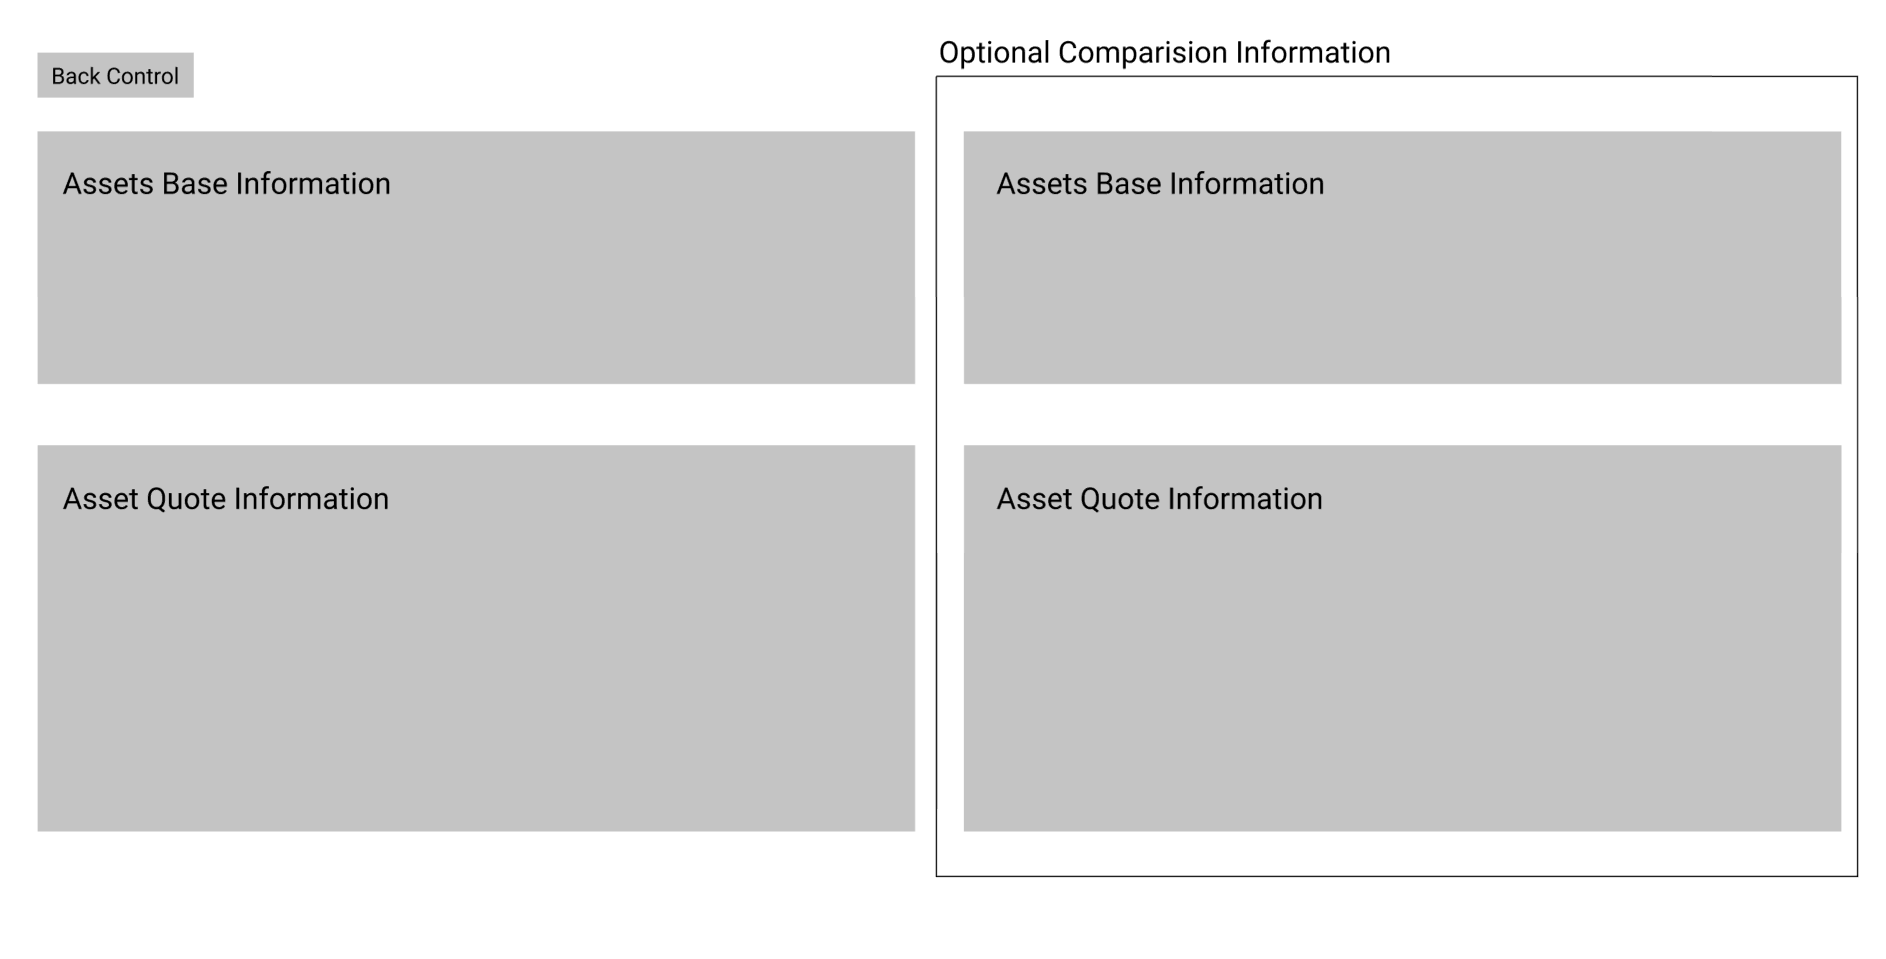 Back Control
Optional Comparision Information
Assets Base Information
Assets Base Information
Asset Quote Information
Asset Quote Information